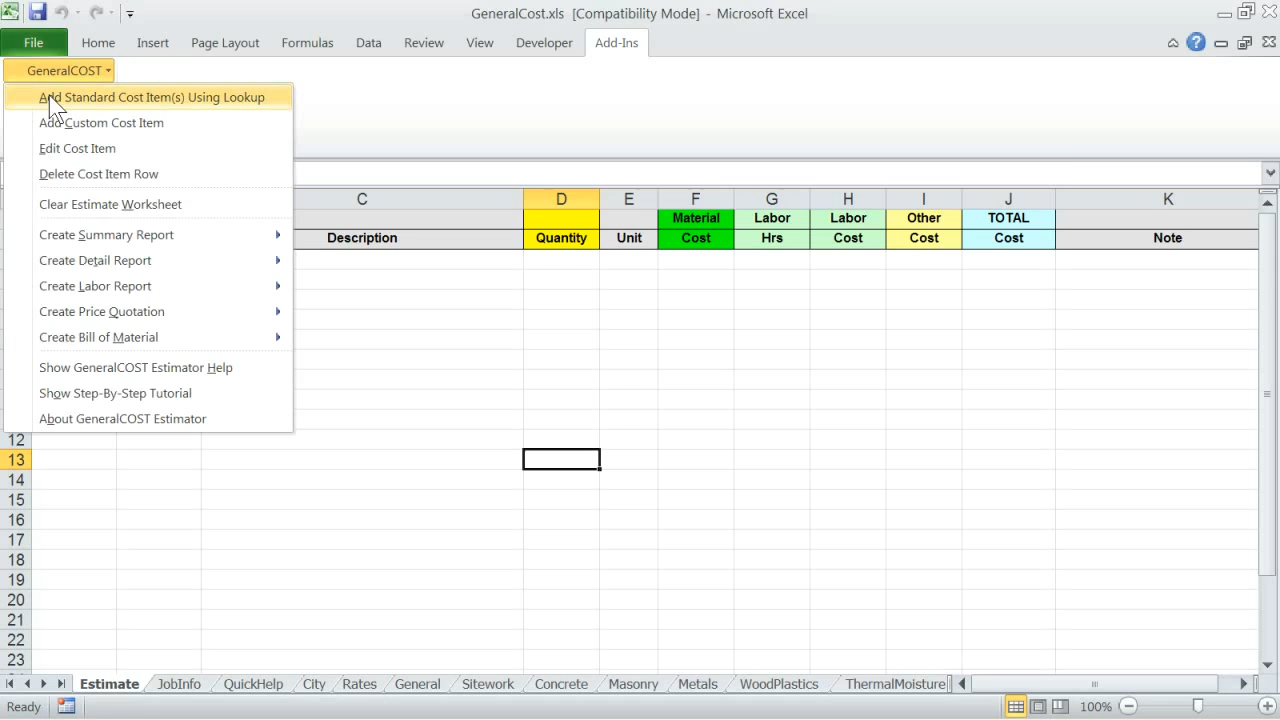 GeneralCost.xls [Compatibility Mode] - Microsoft Excel
File Home Insert Page Layout Formulas Data Review View Developer Add-Ins
GeneralCOST
Add Standard Cost Item(s) Using Lookup
Add Custom Cost Item
Edit Cost Item
Delete Cost Item Row
Clear Estimate Worksheet
Create Summary Report
Create Detail Report
Create Labor Report
Create Price Quotation
Create Bill of Material
Show GeneralCOST Estimator Help
Show Step-By-Step Tutorial
About GeneralCOST Estimator
C D E F G H I J K
Material Labor Labor Other TOTAL
Description Quantity Unit Cost Hrs Cost Cost Cost Note
12
13
14
15
16
17
18
19
20
21
22
23
Estimate JobInfo QuickHelp City Rates General Sitework Concrete Masonry Metals WoodPlastics ThermalMoisture
Ready 100%